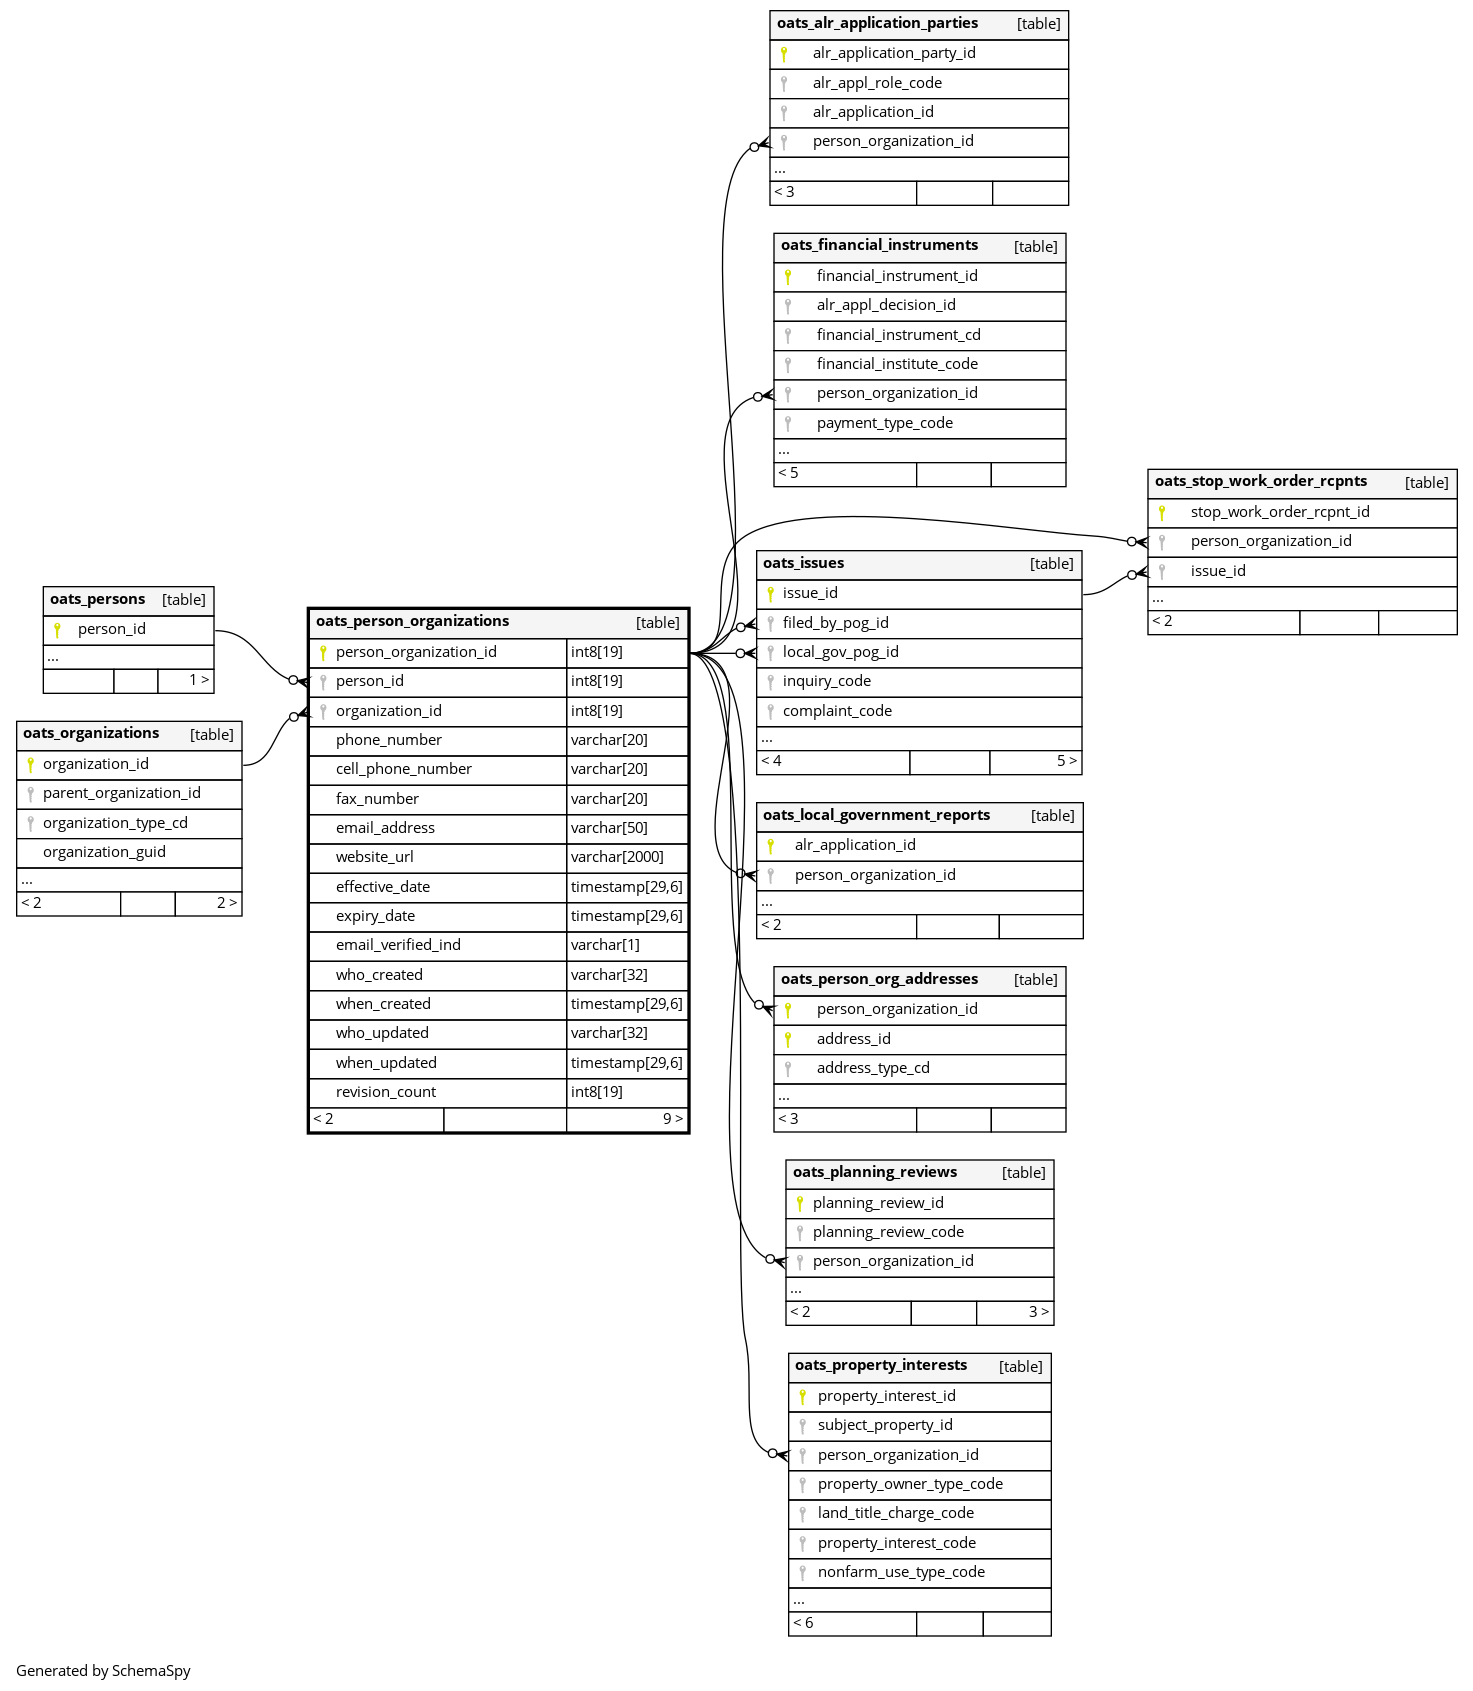 oats_alr_application_parties [table]
alr_application_party_id
alr_appl_role_code
alr_application_id
person_organization_id
...
< 3
oats_financial_instruments [table]
financial_instrument_id
alr_appl_decision_id
financial_instrument_cd
financial_institute_code
person_organization_id
payment_type_code
...
< 5
oats_stop_work_order_rcpnts [table]
stop_work_order_rcpnt_id
person_organization_id
issue_id
...
< 2
oats_issues [table]
issue_id
filed_by_pog_id
local_gov_pog_id
inquiry_code
complaint_code
...
< 4 5 >
oats_persons [table]
person_id
...
1 >
oats_organizations [table]
organization_id
parent_organization_id
organization_type_cd
organization_guid
...
< 2 2 >
oats_person_organizations [table]
person_organization_id int8[19]
person_id int8[19]
organization_id int8[19]
phone_number varchar[20]
cell_phone_number varchar[20]
fax_number varchar[20]
email_address varchar[50]
website_url varchar[2000]
effective_date timestamp[29,6]
expiry_date timestamp[29,6]
email_verified_ind varchar[1]
who_created varchar[32]
when_created timestamp[29,6]
who_updated varchar[32]
when_updated timestamp[29,6]
revision_count int8[19]
< 2 9 >
oats_local_government_reports [table]
alr_application_id
person_organization_id
...
< 2
oats_person_org_addresses [table]
person_organization_id
address_id
address_type_cd
...
< 3
oats_planning_reviews [table]
planning_review_id
planning_review_code
person_organization_id
...
< 2 3 >
oats_property_interests [table]
property_interest_id
subject_property_id
person_organization_id
property_owner_type_code
land_title_charge_code
property_interest_code
nonfarm_use_type_code
...
< 6
Generated by SchemaSpy